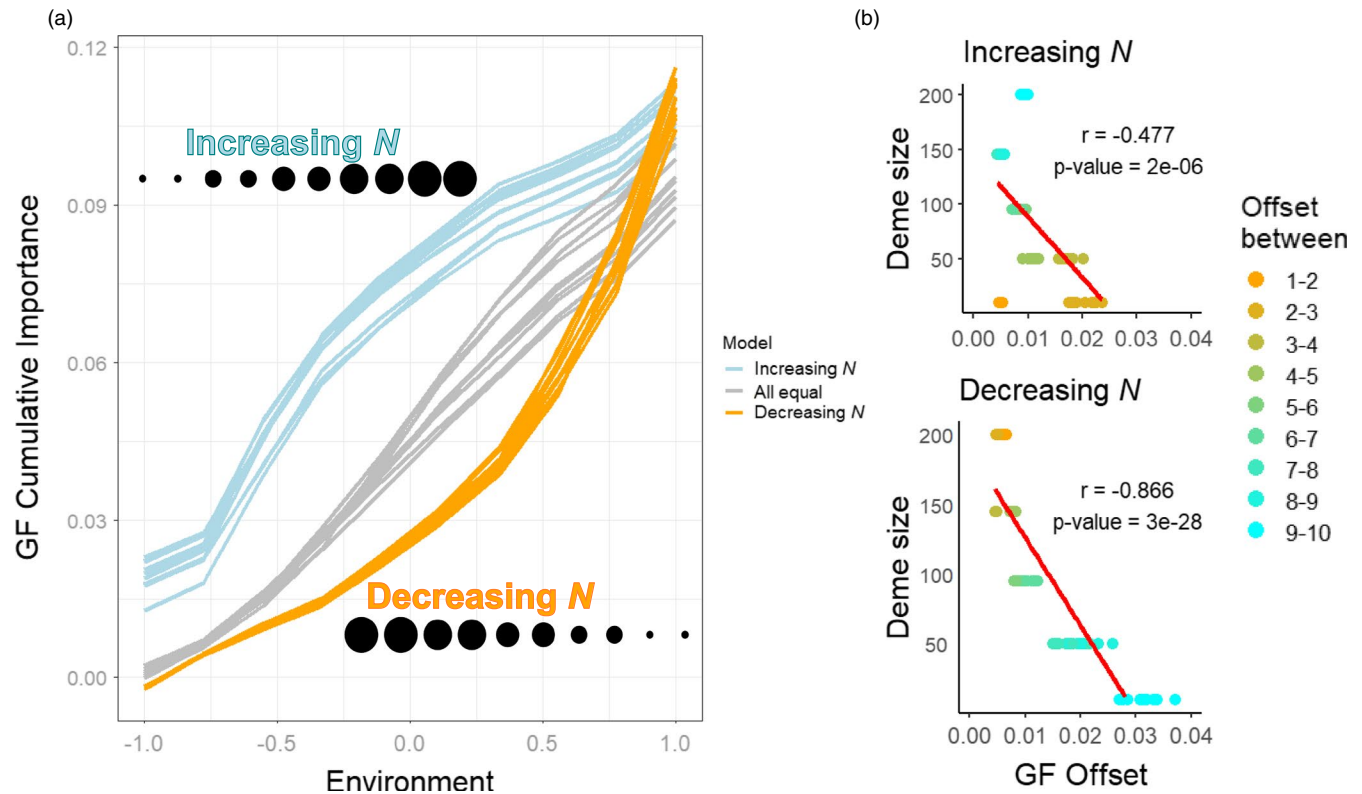 (a)
0.12
0.09
0.06
0.03
0.00
GF Cumulative Importance
Increasing N
Decreasing N
-1.0
-0.5
0.0
0.5
1.0
Environment
Model
Increasing N
All equal
Decreasing N
(b)
Increasing N
200
150
100
50
Deme size
r = -0.477
p-value = 2e-06
0.00
0.01
0.02
0.03
0.04
Decreasing N
200
150
100
50
Deme size
r = -0.866
p-value = 3e-28
0.00
0.01
0.02
0.03
0.04
GF Offset
Offset
between
1-2
2-3
3-4
4-5
5-6
6-7
7-8
8-9
9-10